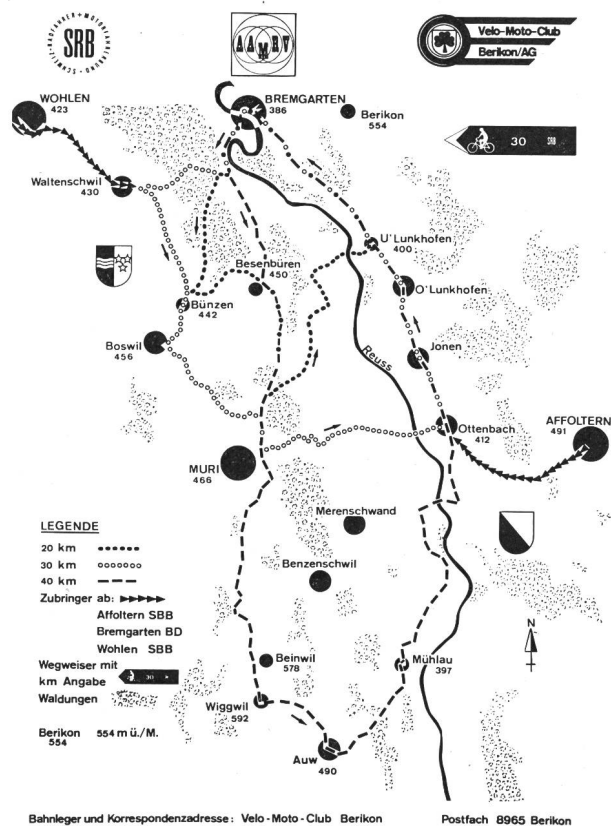 SCHWEIZ·RADFAHRER+MOTORFAHRERBUND·
SRB
AAMRV
Velo-Moto-Club
Berikon/AG
WOHLEN
423
BREMGARTEN
386
Berikon
554
30 SRB
Waltenschwil
430
U'Lunkhofen
400
Besenbüren
450
O'Lunkhofen
Bünzen
442
Boswil
456
Reuss
Jonen
AFFOLTERN
491
Ottenbach
412
MURI
466
Merenschwand
Benzenschwil
LEGENDE
20 km
30 km
40 km
Zubringer ab:
Affoltern SBB
Bremgarten BD
Wohlen SBB
Wegweiser mit
km Angabe 30
Waldungen
Berikon 554 m ü./M.
554
N
Beinwil
578
Mühlau
397
Wiggwil
592
Auw
490
Bahnleger und Korrespondenzadresse: Velo-Moto-Club Berikon Postfach 8965 Berikon